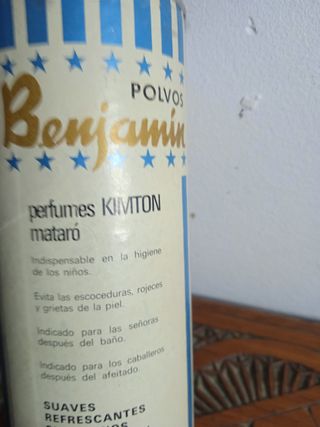 POLVOS
Benjamin
perfumes KIMTON
mataró
Indispensable en la higiene
de los niños.
Evita las escoceduras, rojeces
y grietas de la piel.
Indicado para las señoras
después del baño.
Indicado para los caballeros
después del afeitado.
SUAVES
REFRESCANTES